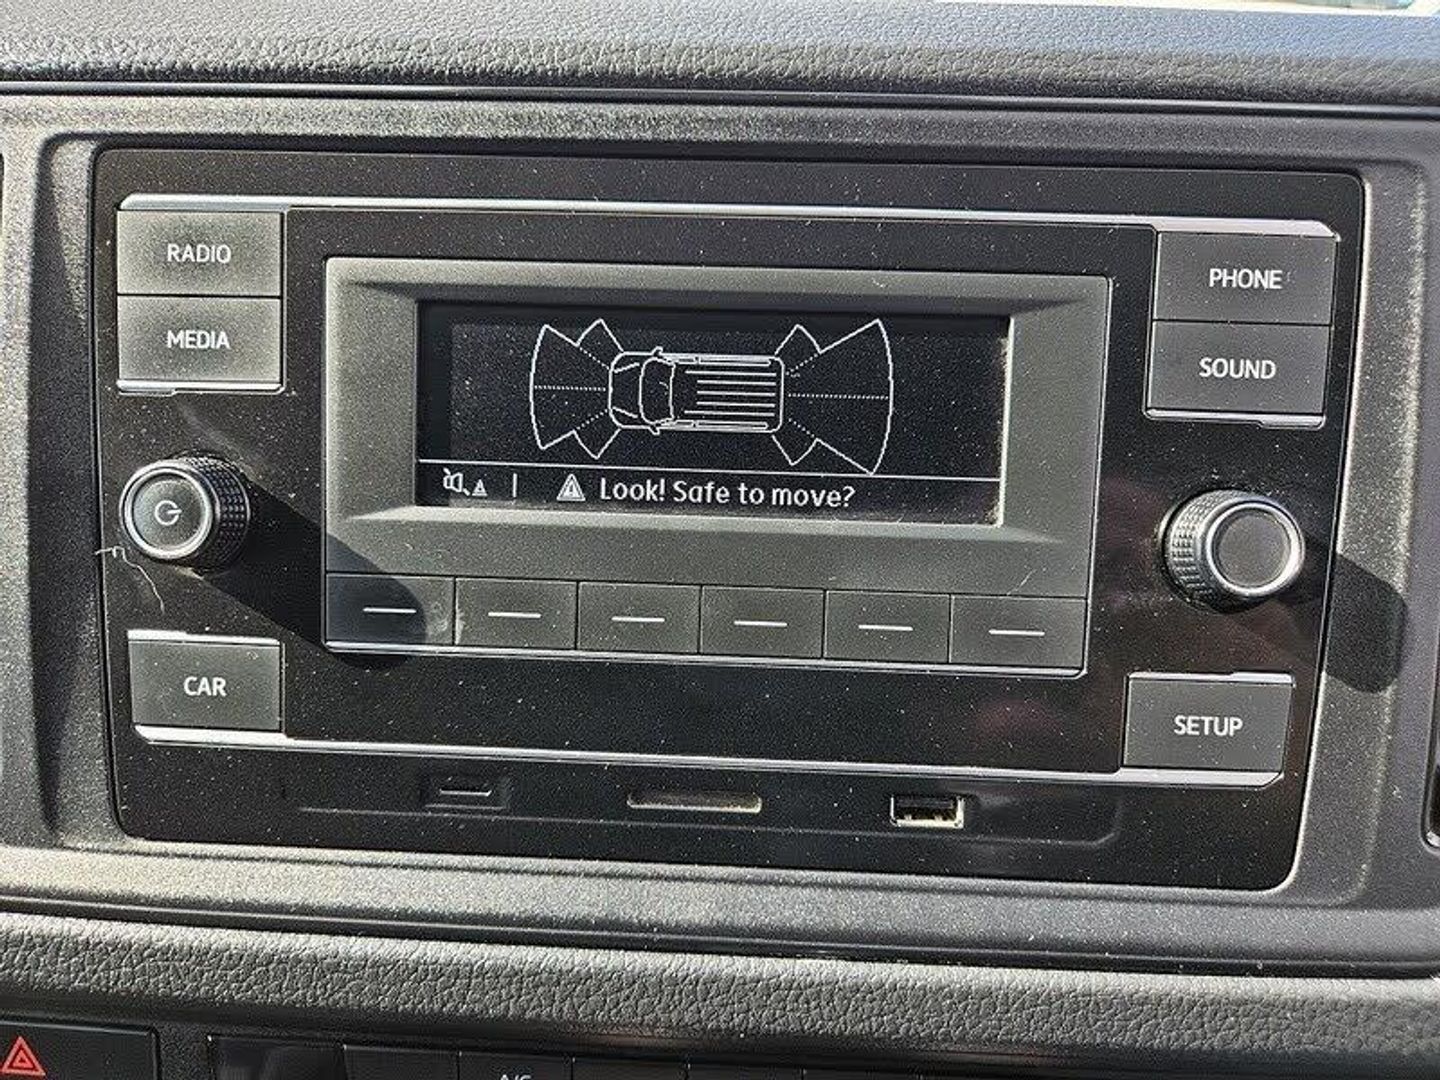 RADIO
MEDIA
PHONE
SOUND
Look! Safe to move?
CAR
SETUP
A/C